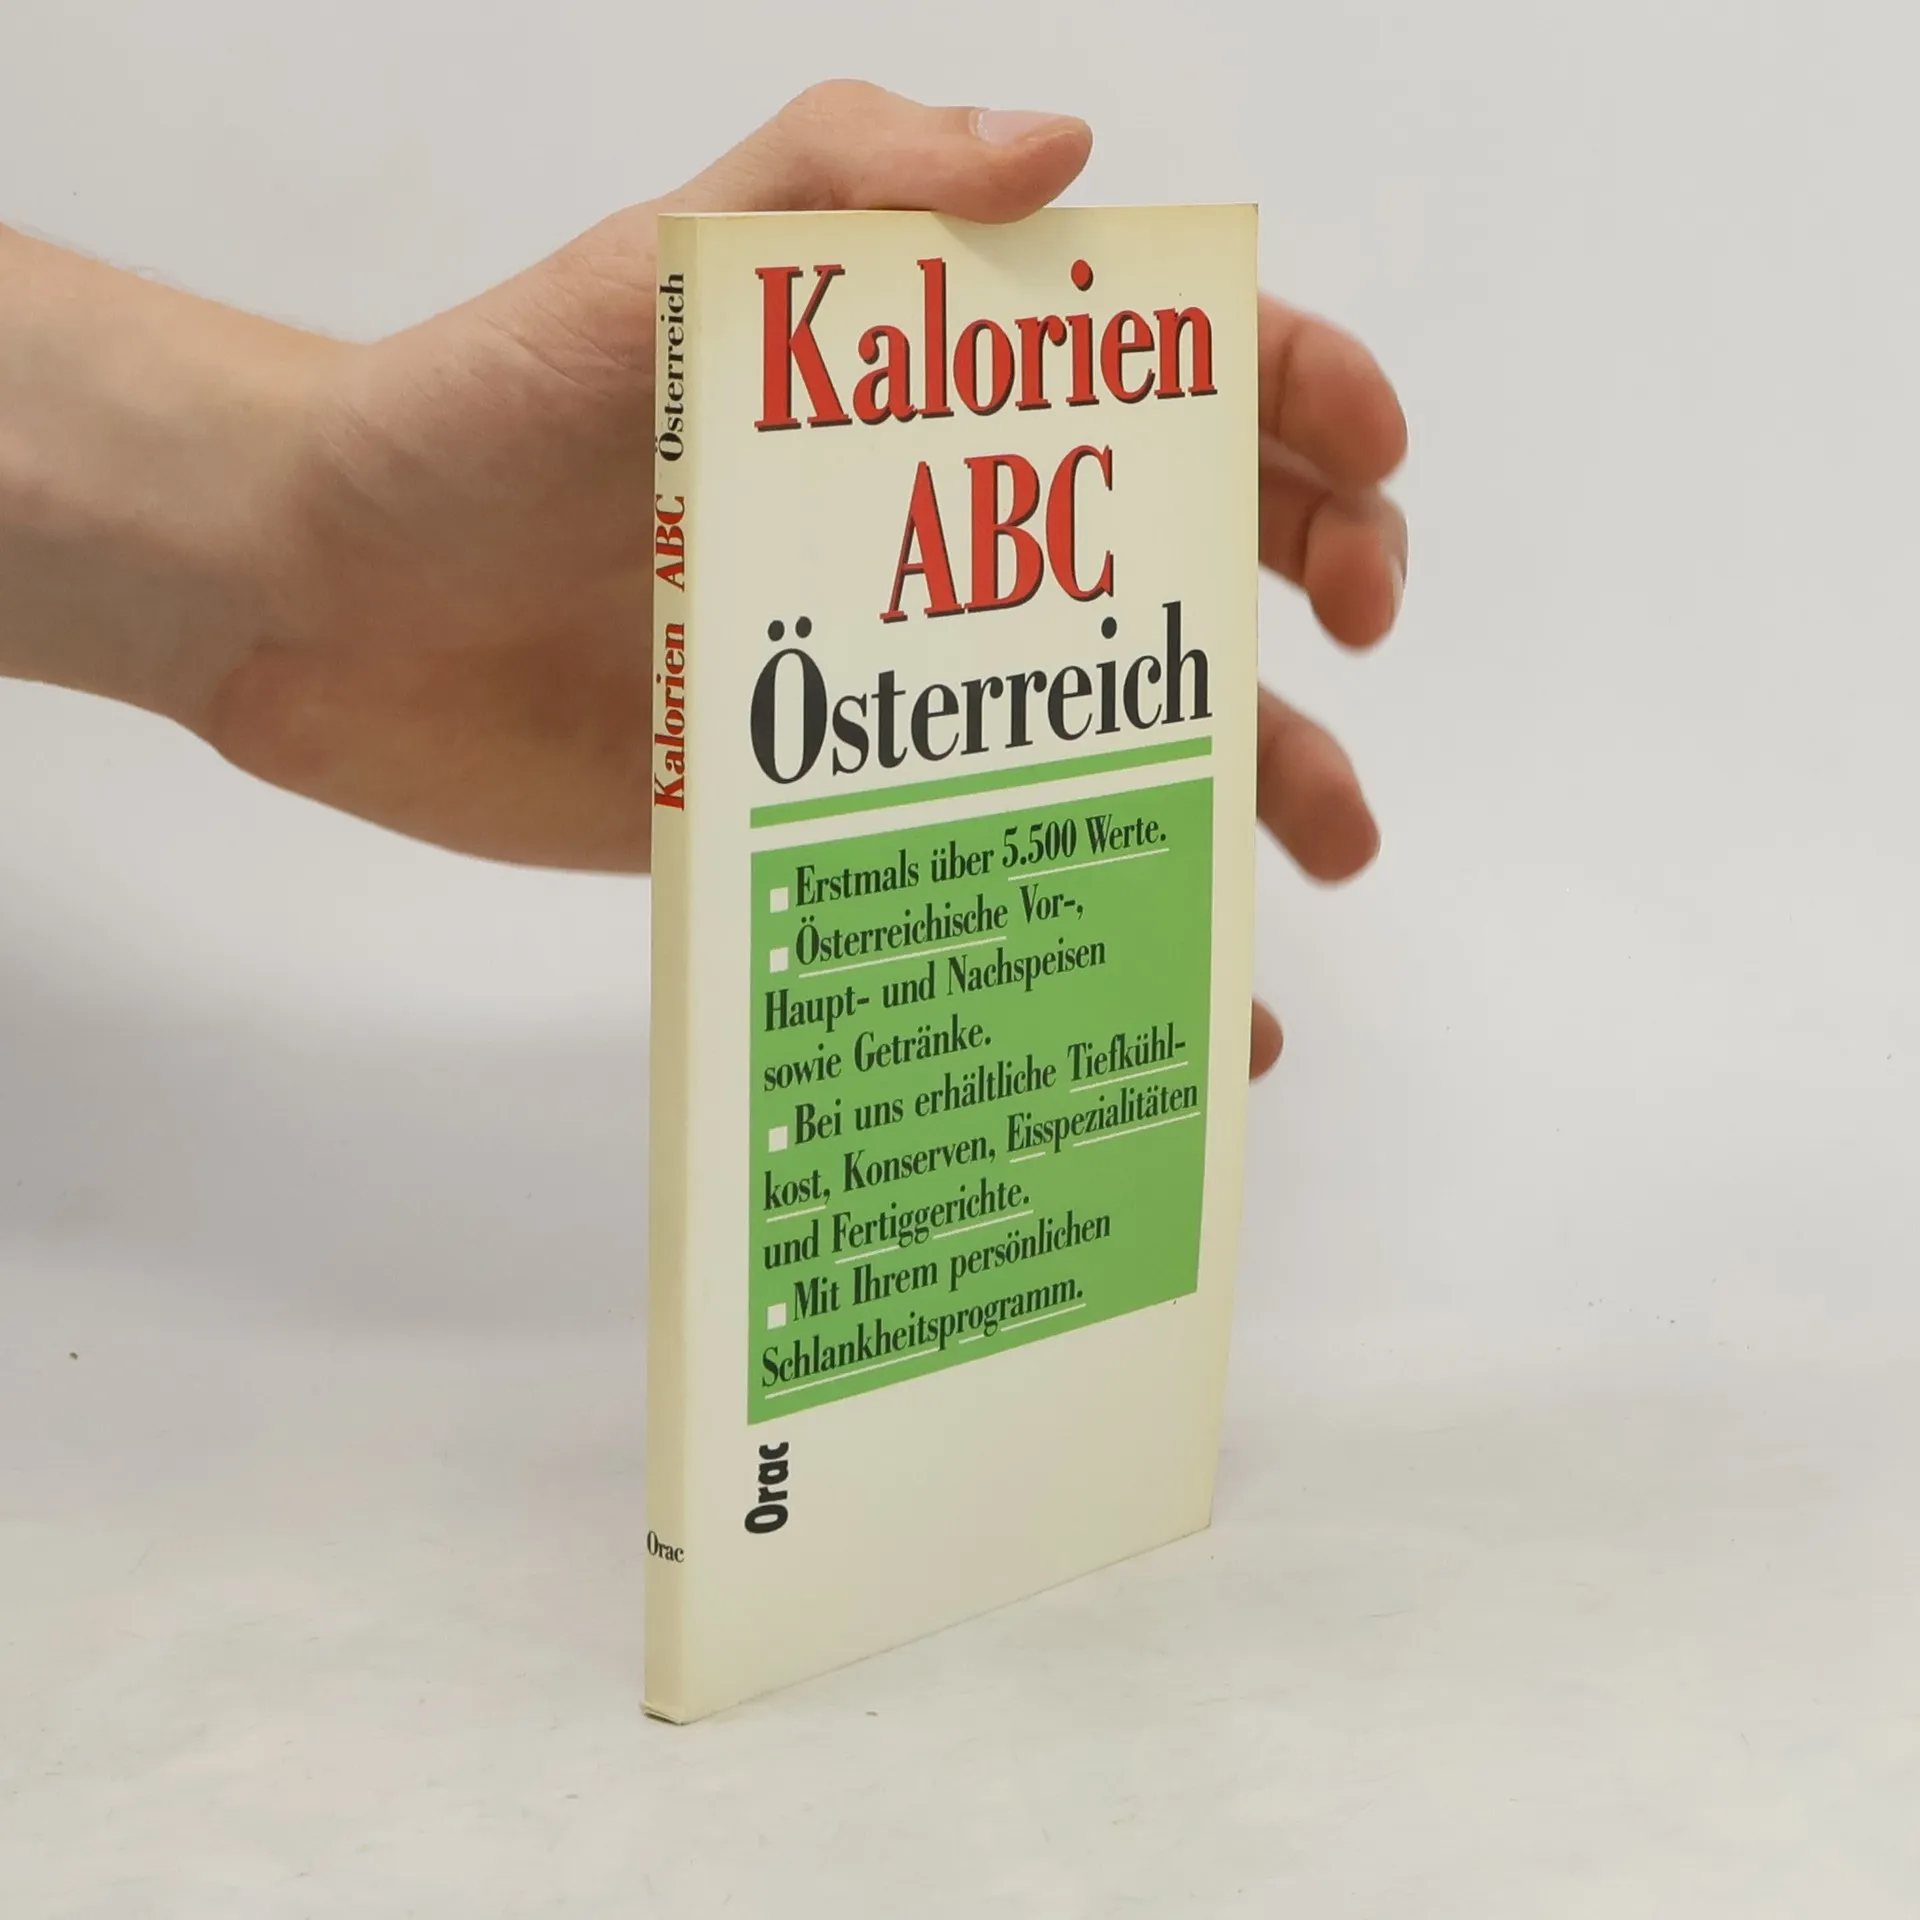 Kalorien ABC Österreich
Orac
Kalorien
ABC
Österreich
Erstmals über 5.500 Werte.
Österreichische Vor-,
Haupt- und Nachspeisen
sowie Getränke.
Bei uns erhältliche Tiefkühl-
kost, Konserven, Eisspezialitäten
und Fertiggerichte.
Mit Ihrem persönlichen
Schlankheitsprogramm.
Orac